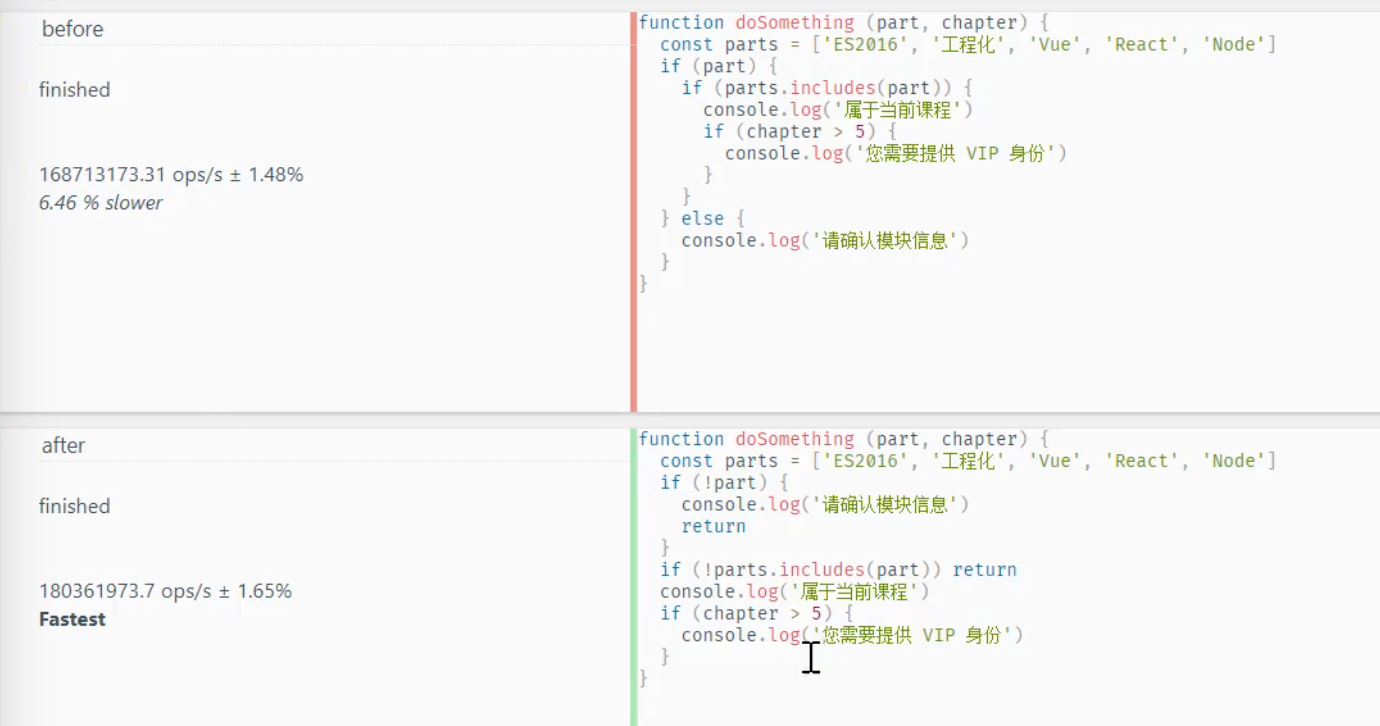 before
finished
168713173.31 ops/s ± 1.48%
6.46 % slower
function doSomething (part, chapter) {
  const parts = ['ES2016', '工程化', 'Vue', 'React', 'Node']
  if (part) {
    if (parts.includes(part)) {
      console.log('属于当前课程')
      if (chapter > 5) {
        console.log('您需要提供 VIP 身份')
      }
    }
  } else {
    console.log('请确认模块信息')
  }
}
after
finished
180361973.7 ops/s ± 1.65%
Fastest
function doSomething (part, chapter) {
  const parts = ['ES2016', '工程化', 'Vue', 'React', 'Node']
  if (!part) {
    console.log('请确认模块信息')
    return
  }
  if (!parts.includes(part)) return
  console.log('属于当前课程')
  if (chapter > 5) {
    console.log('您需要提供 VIP 身份')
  }
}